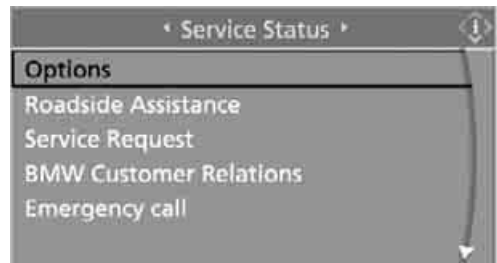 Service Status
Options
Roadside Assistance
Service Request
BMW Customer Relations
Emergency call